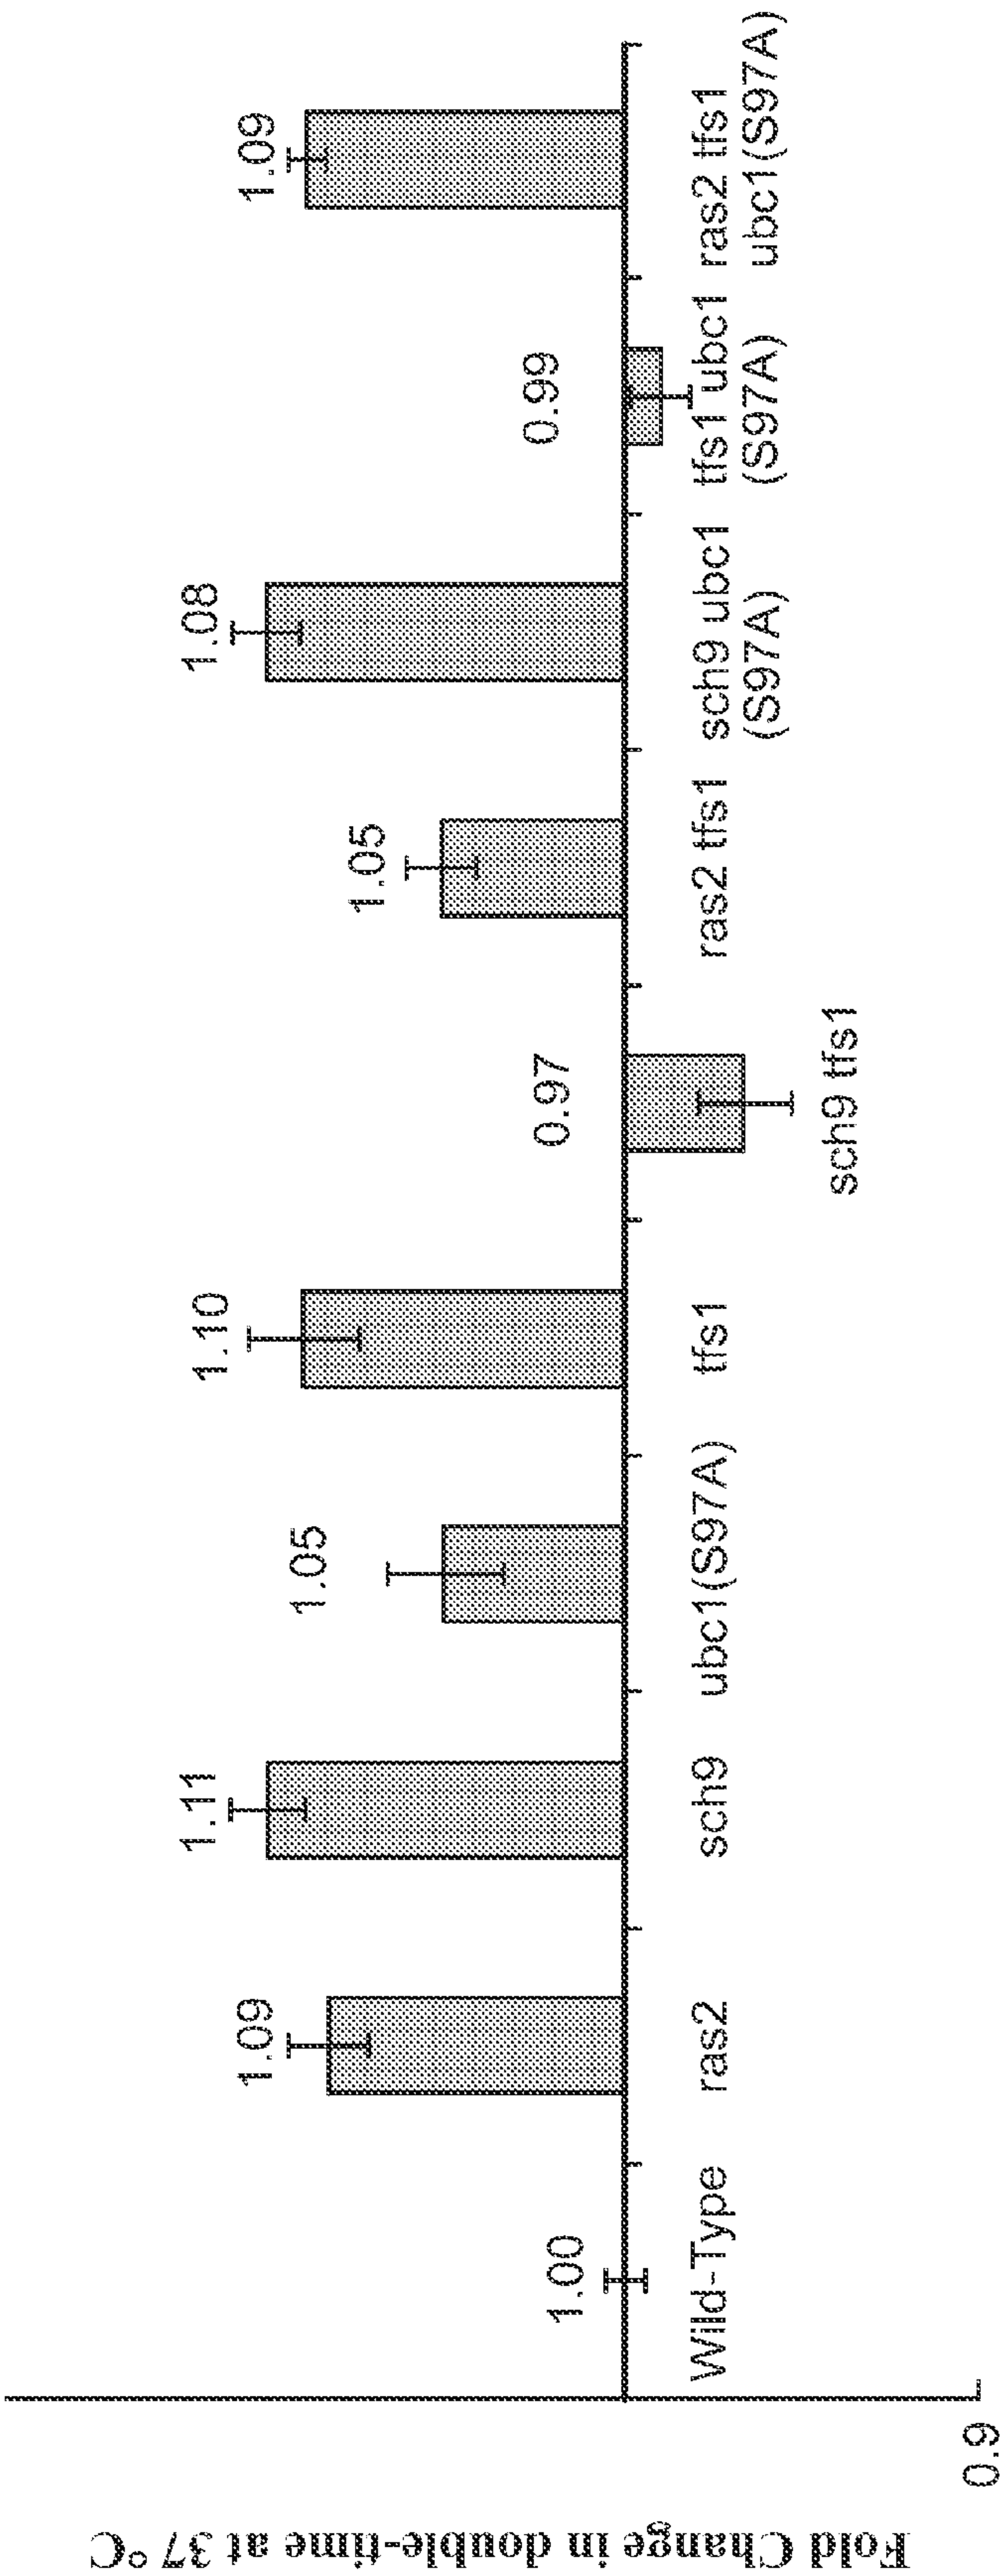 Fold Change in double-time at 37 °C
0.9
1.00
1.09
1.11
1.05
1.10
0.97
1.05
1.08
0.99
1.09
Wild-Type
ras2
sch9
ubc1(S97A)
tfs1
sch9 tfs1
ras2 tfs1
sch9 ubc1
(S97A)
tfs1 ubc1
(S97A)
ras2 tfs1
ubc1(S97A)